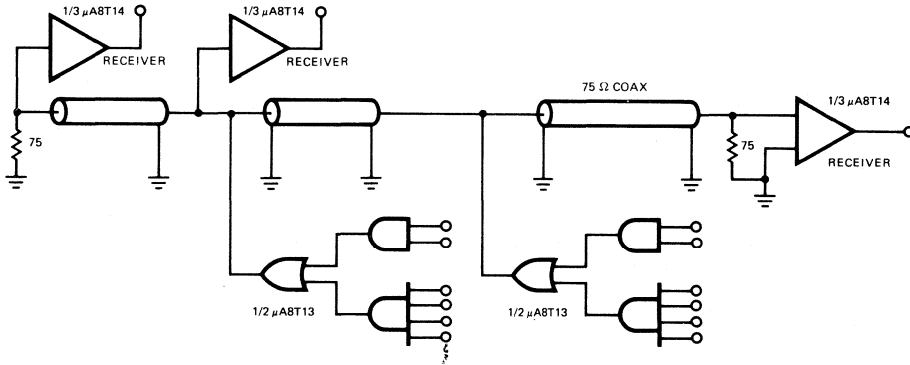 1/3 µA8T14
RECEIVER
1/3 µA8T14
RECEIVER
75 Ω COAX
1/3 µA8T14
RECEIVER
75
75
1/2 µA8T13
1/2 µA8T13